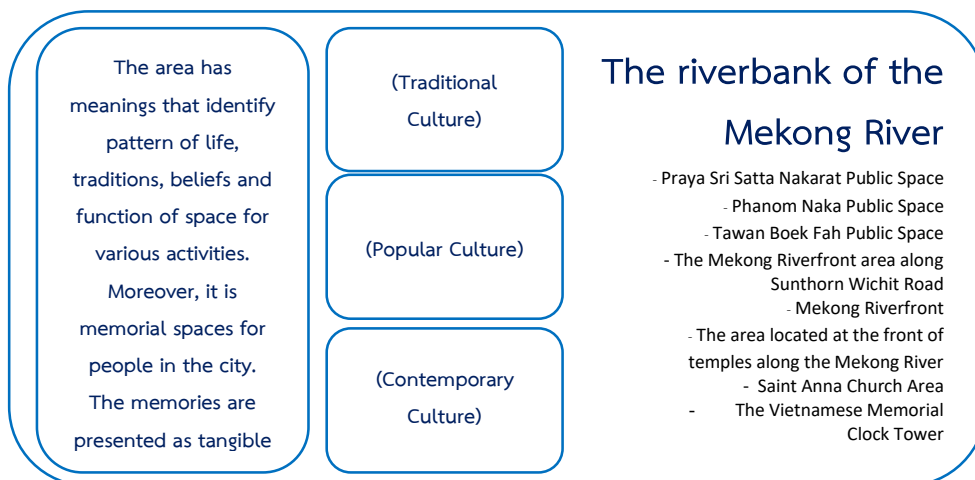 The area has
meanings that identify
pattern of life,
traditions, beliefs and
function of space for
various activities.
Moreover, it is
memorial spaces for
people in the city.
The memories are
presented as tangible
(Traditional
Culture)
(Popular Culture)
(Contemporary
Culture)
The riverbank of the
Mekong River
- Praya Sri Satta Nakarat Public Space
- Phanom Naka Public Space
- Tawan Boek Fah Public Space
- The Mekong Riverfront area along
Sunthorn Wichit Road
- Mekong Riverfront
- The area located at the front of
temples along the Mekong River
- Saint Anna Church Area
- The Vietnamese Memorial
Clock Tower